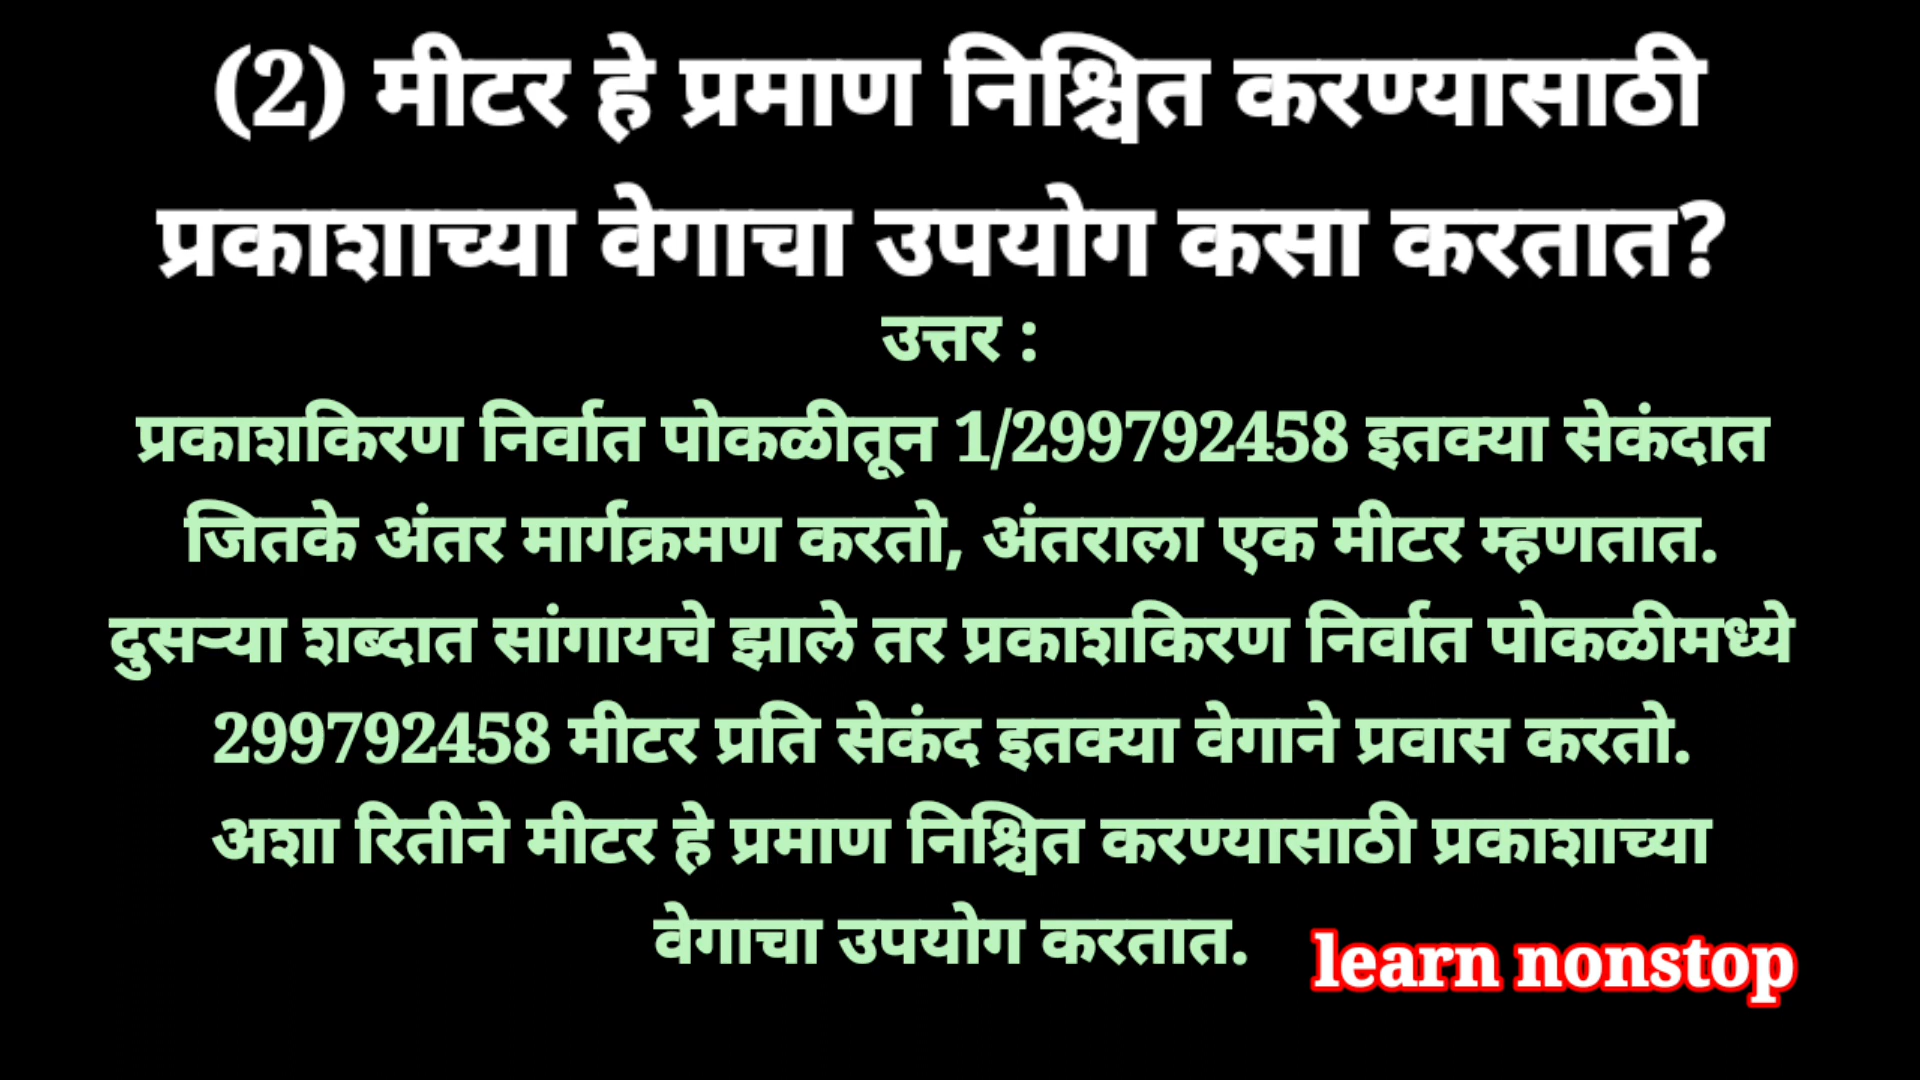 (2) मीटर हे प्रमाण निश्चित करण्यासाठी
प्रकाशाच्या वेगाचा उपयोग कसा करतात?
उत्तर :
प्रकाशकिरण निर्वात पोकळीतून 1/299792458 इतक्या सेकंदात
जितके अंतर मार्गक्रमण करतो, अंतराला एक मीटर म्हणतात.
दुसऱ्या शब्दात सांगायचे झाले तर प्रकाशकिरण निर्वात पोकळीमध्ये
299792458 मीटर प्रति सेकंद इतक्या वेगाने प्रवास करतो.
अशा रितीने मीटर हे प्रमाण निश्चित करण्यासाठी प्रकाशाच्या
वेगाचा उपयोग करतात.
learn nonstop